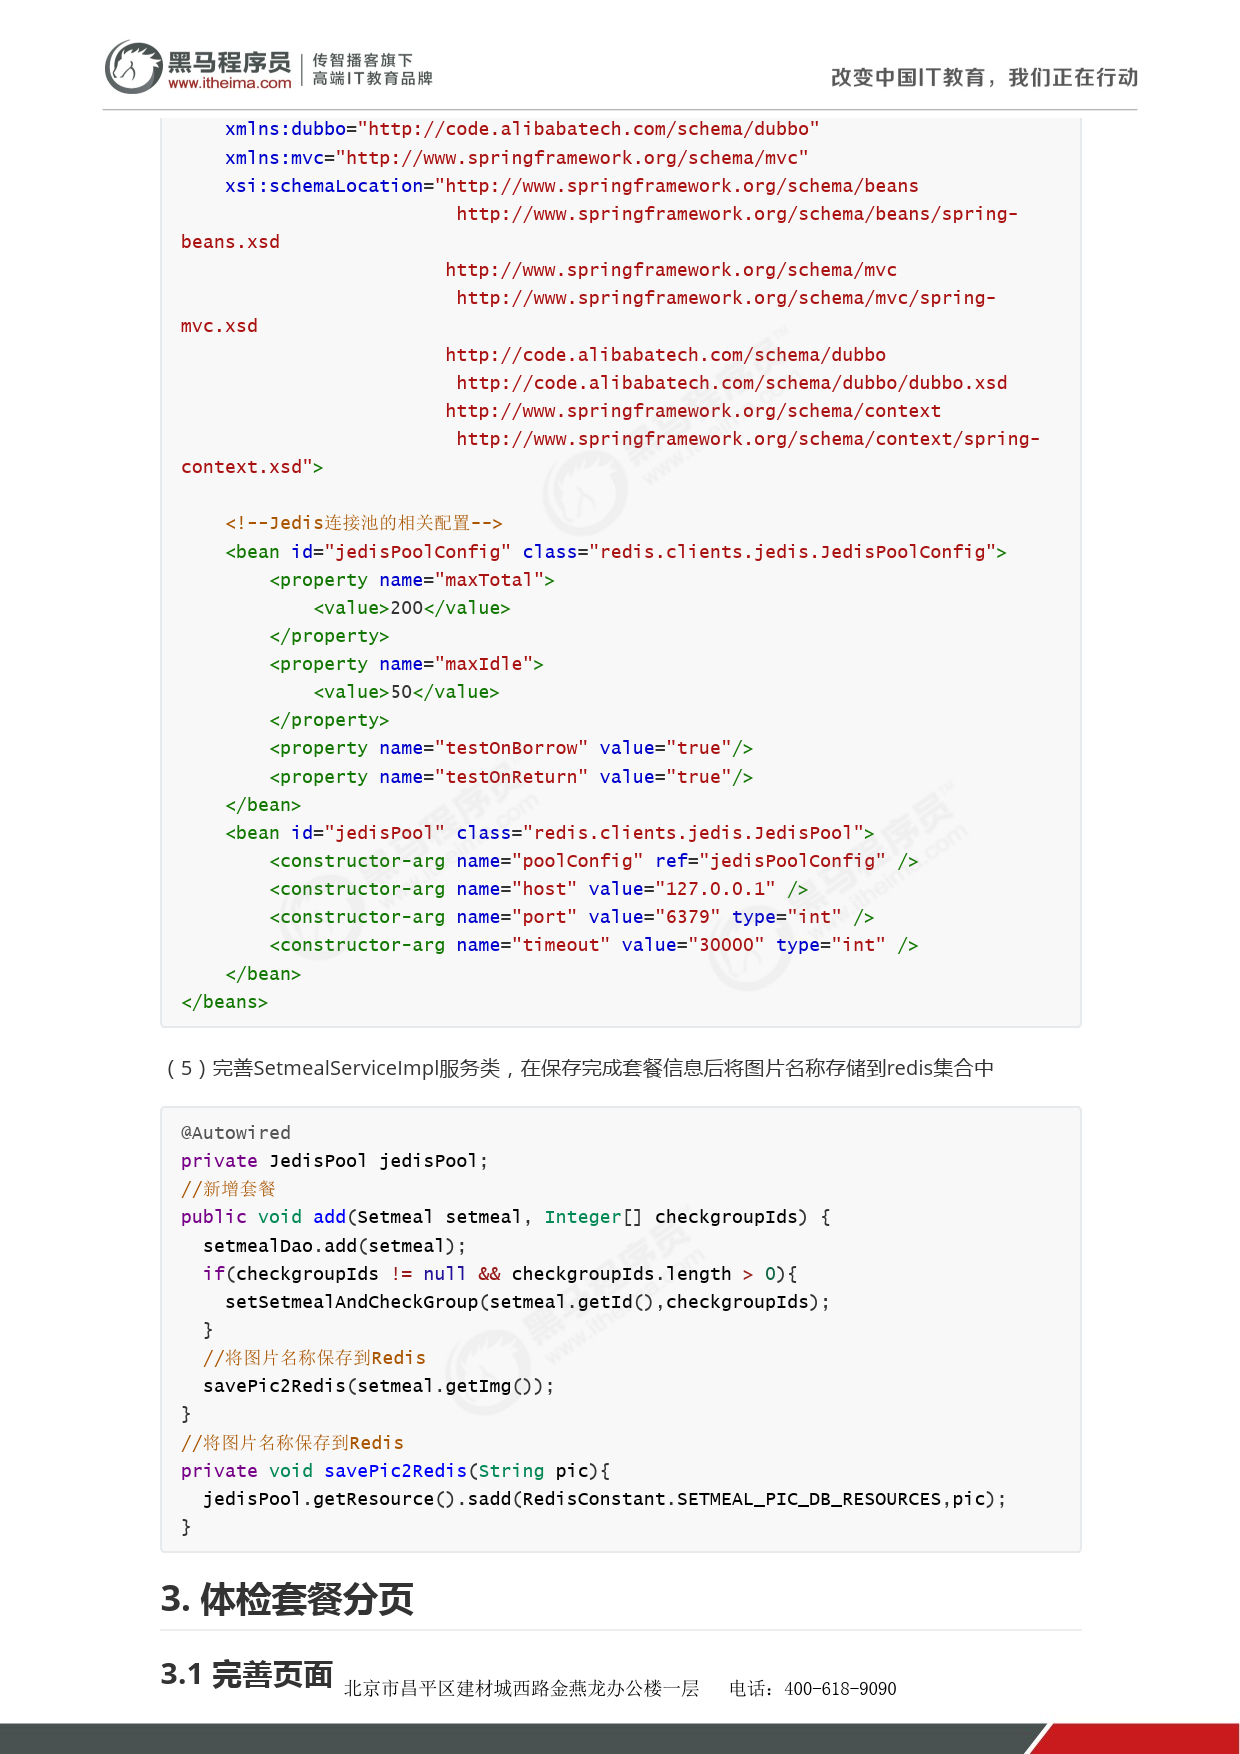 黑马程序员
www.itheima.com
传智播客旗下
高端IT教育品牌
改变中国IT教育，我们正在行动
xmlns:dubbo="http://code.alibabatech.com/schema/dubbo"
xmlns:mvc="http://www.springframework.org/schema/mvc"
xsi:schemaLocation="http://www.springframework.org/schema/beans
http://www.springframework.org/schema/beans/spring-
beans.xsd
http://www.springframework.org/schema/mvc
http://www.springframework.org/schema/mvc/spring-
mvc.xsd
http://code.alibabatech.com/schema/dubbo
http://code.alibabatech.com/schema/dubbo/dubbo.xsd
http://www.springframework.org/schema/context
http://www.springframework.org/schema/context/spring-
context.xsd">
<!--Jedis连接池的相关配置-->
<bean id="jedisPoolConfig" class="redis.clients.jedis.JedisPoolConfig">
<property name="maxTotal">
<value>200</value>
</property>
<property name="maxIdle">
<value>50</value>
</property>
<property name="testOnBorrow" value="true"/>
<property name="testOnReturn" value="true"/>
</bean>
<bean id="jedisPool" class="redis.clients.jedis.JedisPool">
<constructor-arg name="poolConfig" ref="jedisPoolConfig" />
<constructor-arg name="host" value="127.0.0.1" />
<constructor-arg name="port" value="6379" type="int" />
<constructor-arg name="timeout" value="30000" type="int" />
</bean>
</beans>
（5）完善SetmealServiceImpl服务类，在保存完成套餐信息后将图片名称存储到redis集合中
@Autowired
private JedisPool jedisPool;
//新增套餐
public void add(Setmeal setmeal, Integer[] checkgroupIds) {
setmealDao.add(setmeal);
if(checkgroupIds != null && checkgroupIds.length > 0){
setSetmealAndCheckGroup(setmeal.getId(),checkgroupIds);
}
//将图片名称保存到Redis
savePic2Redis(setmeal.getImg());
}
//将图片名称保存到Redis
private void savePic2Redis(String pic){
jedisPool.getResource().sadd(RedisConstant.SETMEAL_PIC_DB_RESOURCES,pic);
}
3. 体检套餐分页
3.1 完善页面
北京市昌平区建材城西路金燕龙办公楼一层 电话：400-618-9090